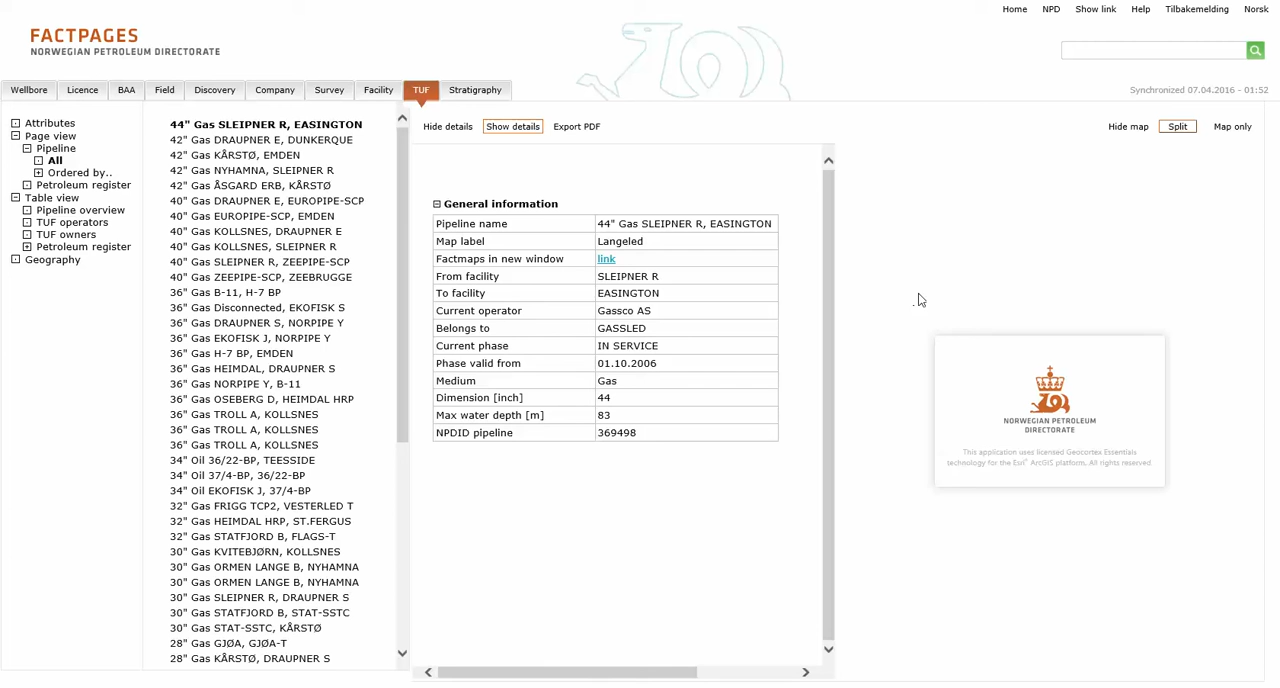 Home NPD Show link Help Tilbakemelding Norsk
FACTPAGES
NORWEGIAN PETROLEUM DIRECTORATE
Wellbore Licence BAA Field Discovery Company Survey Facility TUF Stratigraphy
Synchronized 07.04.2016 - 01:52
Attributes
Page view
Pipeline
All
Ordered by..
Petroleum register
Table view
Pipeline overview
TUF operators
TUF owners
Petroleum register
Geography
44" Gas SLEIPNER R, EASINGTON
42" Gas DRAUPNER E, DUNKERQUE
42" Gas KÅRSTØ, EMDEN
42" Gas NYHAMNA, SLEIPNER R
42" Gas ÅSGARD ERB, KÅRSTØ
40" Gas DRAUPNER E, EUROPIPE-SCP
40" Gas EUROPIPE-SCP, EMDEN
40" Gas KOLLSNES, DRAUPNER E
40" Gas KOLLSNES, SLEIPNER R
40" Gas SLEIPNER R, ZEEPIPE-SCP
40" Gas ZEEPIPE-SCP, ZEEBRUGGE
36" Gas B-11, H-7 BP
36" Gas Disconnected, EKOFISK S
36" Gas DRAUPNER S, NORPIPE Y
36" Gas EKOFISK J, NORPIPE Y
36" Gas H-7 BP, EMDEN
36" Gas HEIMDAL, DRAUPNER S
36" Gas NORPIPE Y, B-11
36" Gas OSEBERG D, HEIMDAL HRP
36" Gas TROLL A, KOLLSNES
36" Gas TROLL A, KOLLSNES
36" Gas TROLL A, KOLLSNES
34" Oil 36/22-BP, TEESSIDE
34" Oil 37/4-BP, 36/22-BP
34" Oil EKOFISK J, 37/4-BP
32" Gas FRIGG TCP2, VESTERLED T
32" Gas HEIMDAL HRP, ST.FERGUS
32" Gas STATFJORD B, FLAGS-T
30" Gas KVITEBJØRN, KOLLSNES
30" Gas ORMEN LANGE B, NYHAMNA
30" Gas ORMEN LANGE B, NYHAMNA
30" Gas SLEIPNER R, DRAUPNER S
30" Gas STATFJORD B, STAT-SSTC
30" Gas STAT-SSTC, KÅRSTØ
28" Gas GJØA, GJØA-T
28" Gas KÅRSTØ, DRAUPNER S
Hide details Show details Export PDF
General information
Pipeline name 44" Gas SLEIPNER R, EASINGTON
Map label Langeled
Factmaps in new window link
From facility SLEIPNER R
To facility EASINGTON
Current operator Gassco AS
Belongs to GASSLED
Current phase IN SERVICE
Phase valid from 01.10.2006
Medium Gas
Dimension [inch] 44
Max water depth [m] 83
NPDID pipeline 369498
Hide map Split Map only
NORWEGIAN PETROLEUM
DIRECTORATE
This application uses licensed Geocortex Essentials
technology for the Esri® ArcGIS platform. All rights reserved.